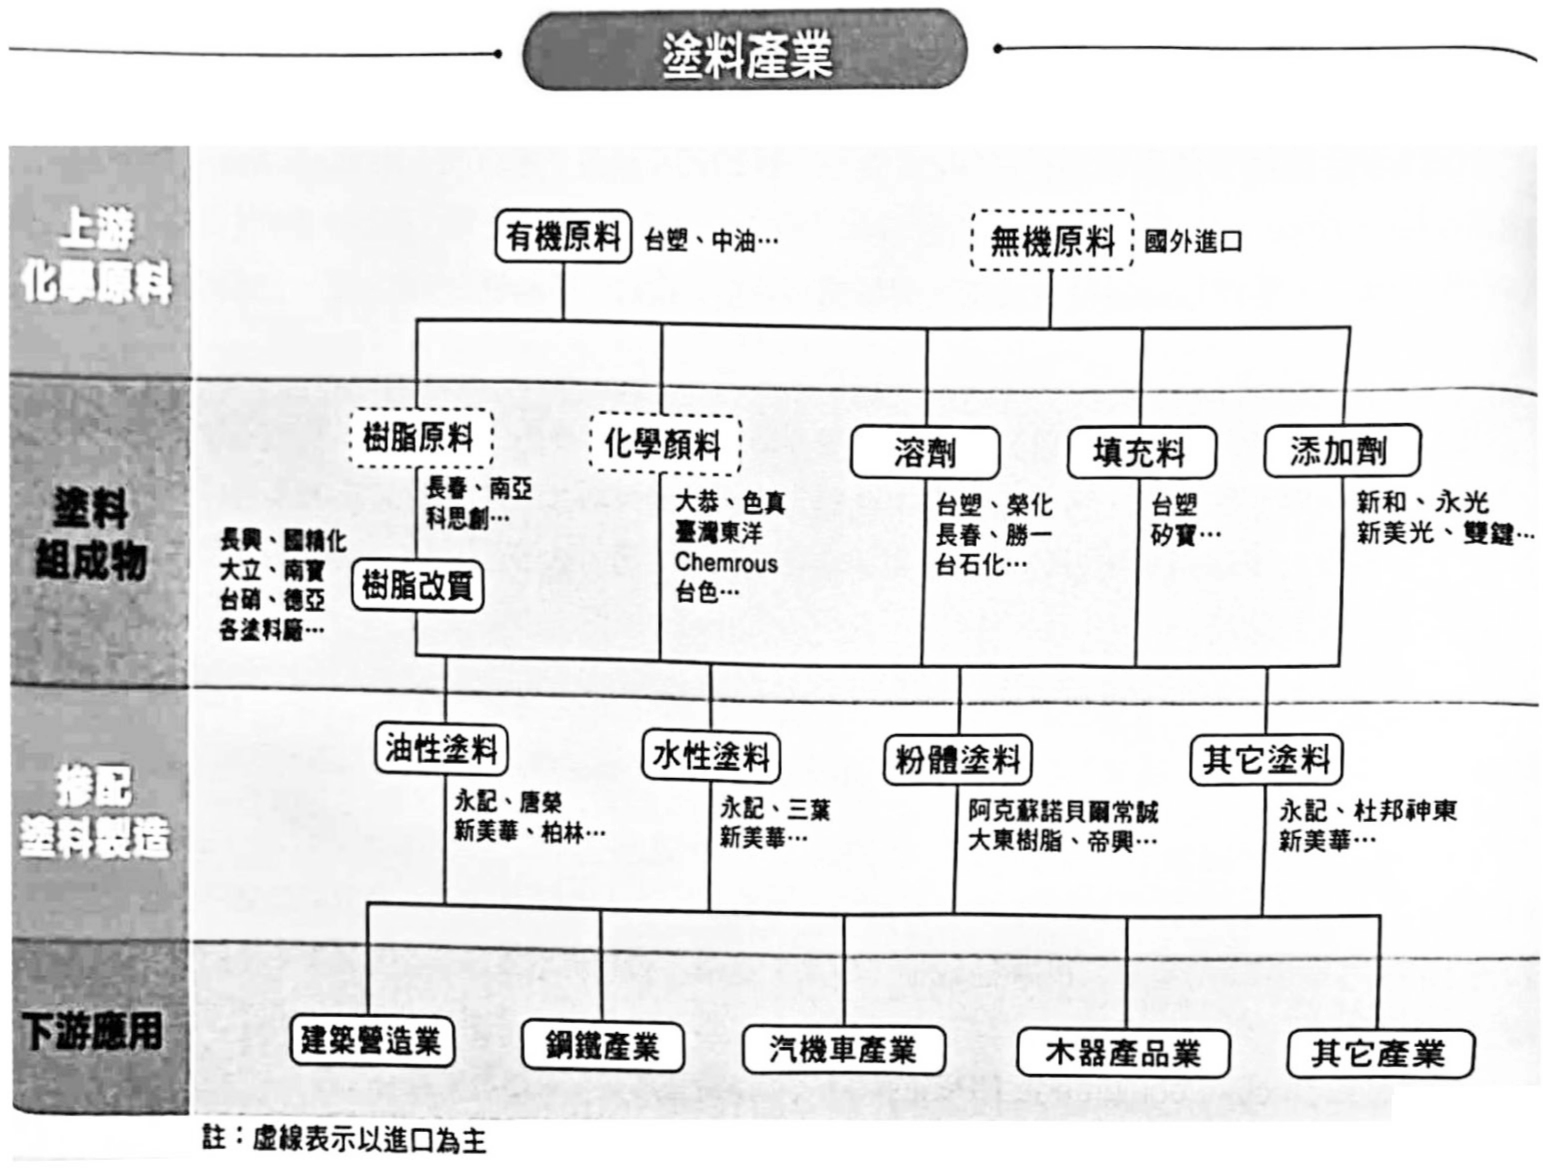 塗料產業
上游
化學原料
有機原料 台塑、中油…
無機原料 國外進口
塗料
組成物
樹脂原料
長春、南亞
科思創…
長興、國精化
大立、南寶
台硝、德亞
各塗料廠…
樹脂改質
化學顏料
大恭、色真
臺灣東洋
Chemrous
台色…
溶劑
台塑、榮化
長春、勝一
台石化…
填充料
台塑
矽寶…
添加劑
新和、永光
新美光、雙鍵…
摻配
塗料製造
油性塗料
永記、唐榮
新美華、柏林…
水性塗料
永記、三葉
新美華…
粉體塗料
阿克蘇諾貝爾常誠
大東樹脂、帝興…
其它塗料
永記、杜邦神東
新美華…
下游應用
建築營造業
鋼鐵產業
汽機車產業
木器產品業
其它產業
註：虛線表示以進口為主